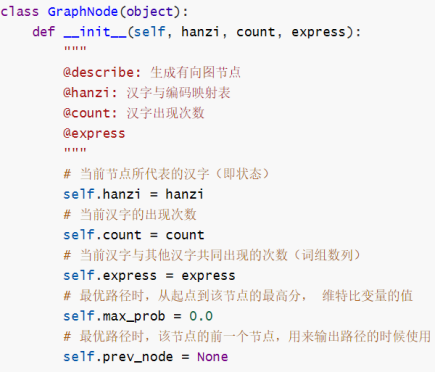 class GraphNode(object):
    def __init__(self, hanzi, count, express):
        """
        @describe: 生成有向图节点
        @hanzi: 汉字与编码映射表
        @count: 汉字出现次数
        @express
        """
        # 当前节点所代表的汉字（即状态）
        self.hanzi = hanzi
        # 当前汉字的出现次数
        self.count = count
        # 当前汉字与其他汉字共同出现的次数（词组数列）
        self.express = express
        # 最优路径时，从起点到该节点的最高分， 维特比变量的值
        self.max_prob = 0.0
        # 最优路径时，该节点的前一个节点，用来输出路径的时候使用
        self.prev_node = None